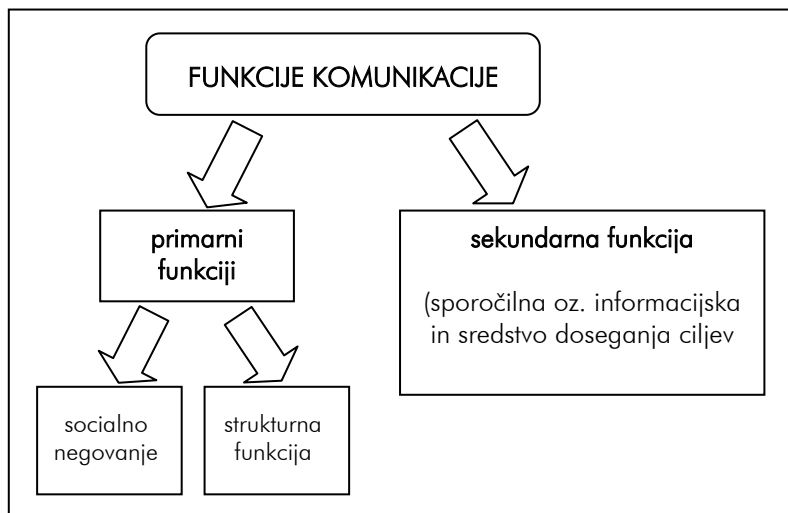 FUNKCIJE KOMUNIKACIJE
primarni
funkciji
sekundarna funkcija
(sporočilna oz. informacijska
in sredstvo doseganja ciljev
socialno
negovanje
strukturna
funkcija